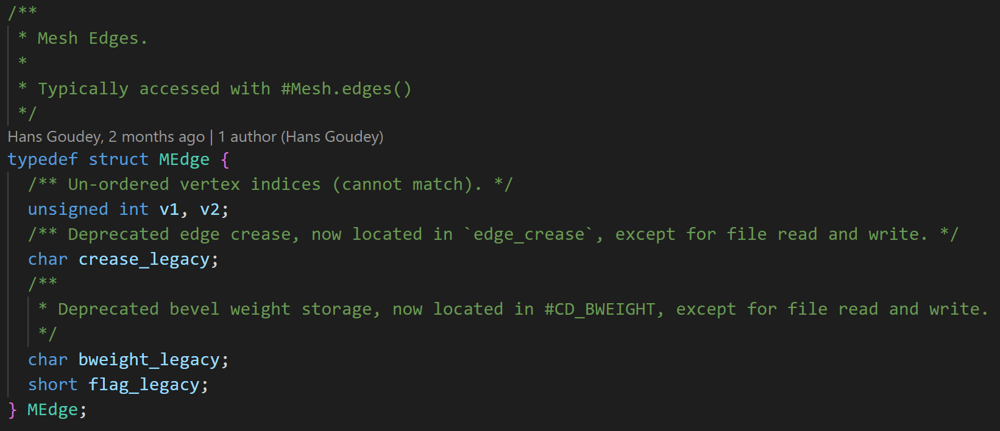 /**
* Mesh Edges.
*
* Typically accessed with #Mesh.edges()
*/
Hans Goudey, 2 months ago | 1 author (Hans Goudey)
typedef struct MEdge {
/** Un-ordered vertex indices (cannot match). */
unsigned int v1, v2;
/** Deprecated edge crease, now located in `edge_crease`, except for file read and write. */
char crease_legacy;
/**
* Deprecated bevel weight storage, now located in #CD_BWEIGHT, except for file read and write.
*/
char bweight_legacy;
short flag_legacy;
} MEdge;